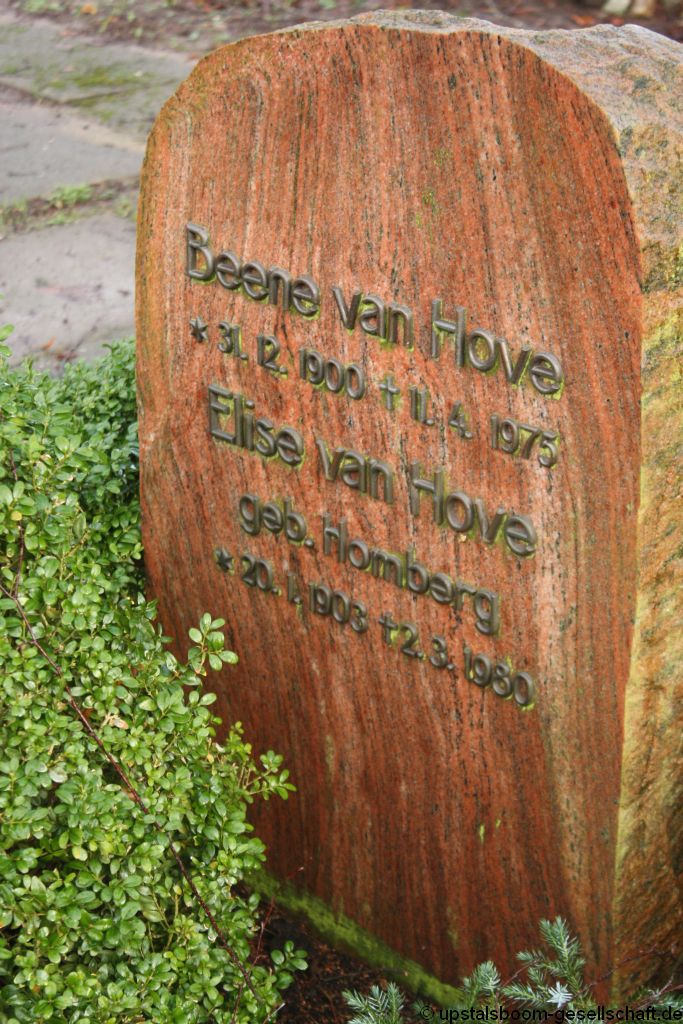 Beene van Hove
* 31. 12. 1900 † 11. 4. 1975
Elise van Hove
geb. Homberg
* 20. 1. 1903 † 2. 3. 1980
© upstalsboom-gesellschaft.de